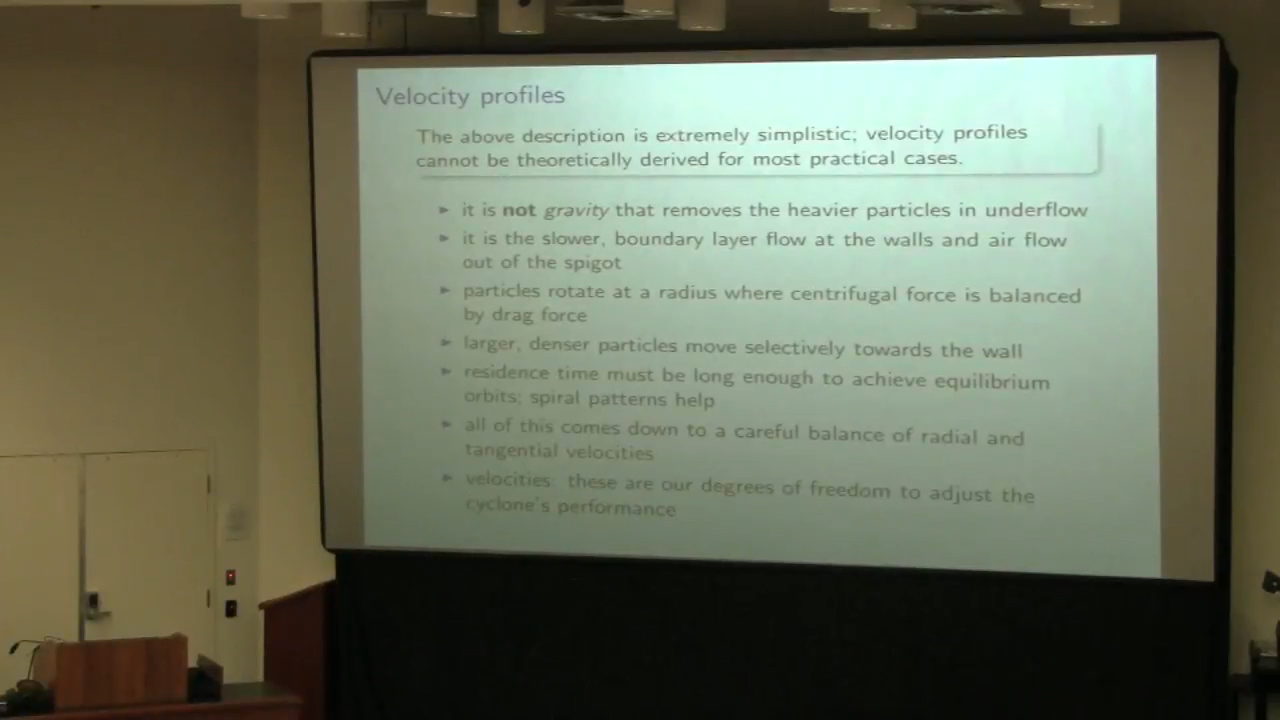 Velocity profiles
The above description is extremely simplistic; velocity profiles
cannot be theoretically derived for most practical cases.
► it is not gravity that removes the heavier particles in underflow
► it is the slower, boundary layer flow at the walls and air flow
out of the spigot
► particles rotate at a radius where centrifugal force is balanced
by drag force
► larger, denser particles move selectively towards the wall
► residence time must be long enough to achieve equilibrium
orbits; spiral patterns help
► all of this comes down to a careful balance of radial and
tangential velocities
► velocities: these are our degrees of freedom to adjust the
cyclone's performance